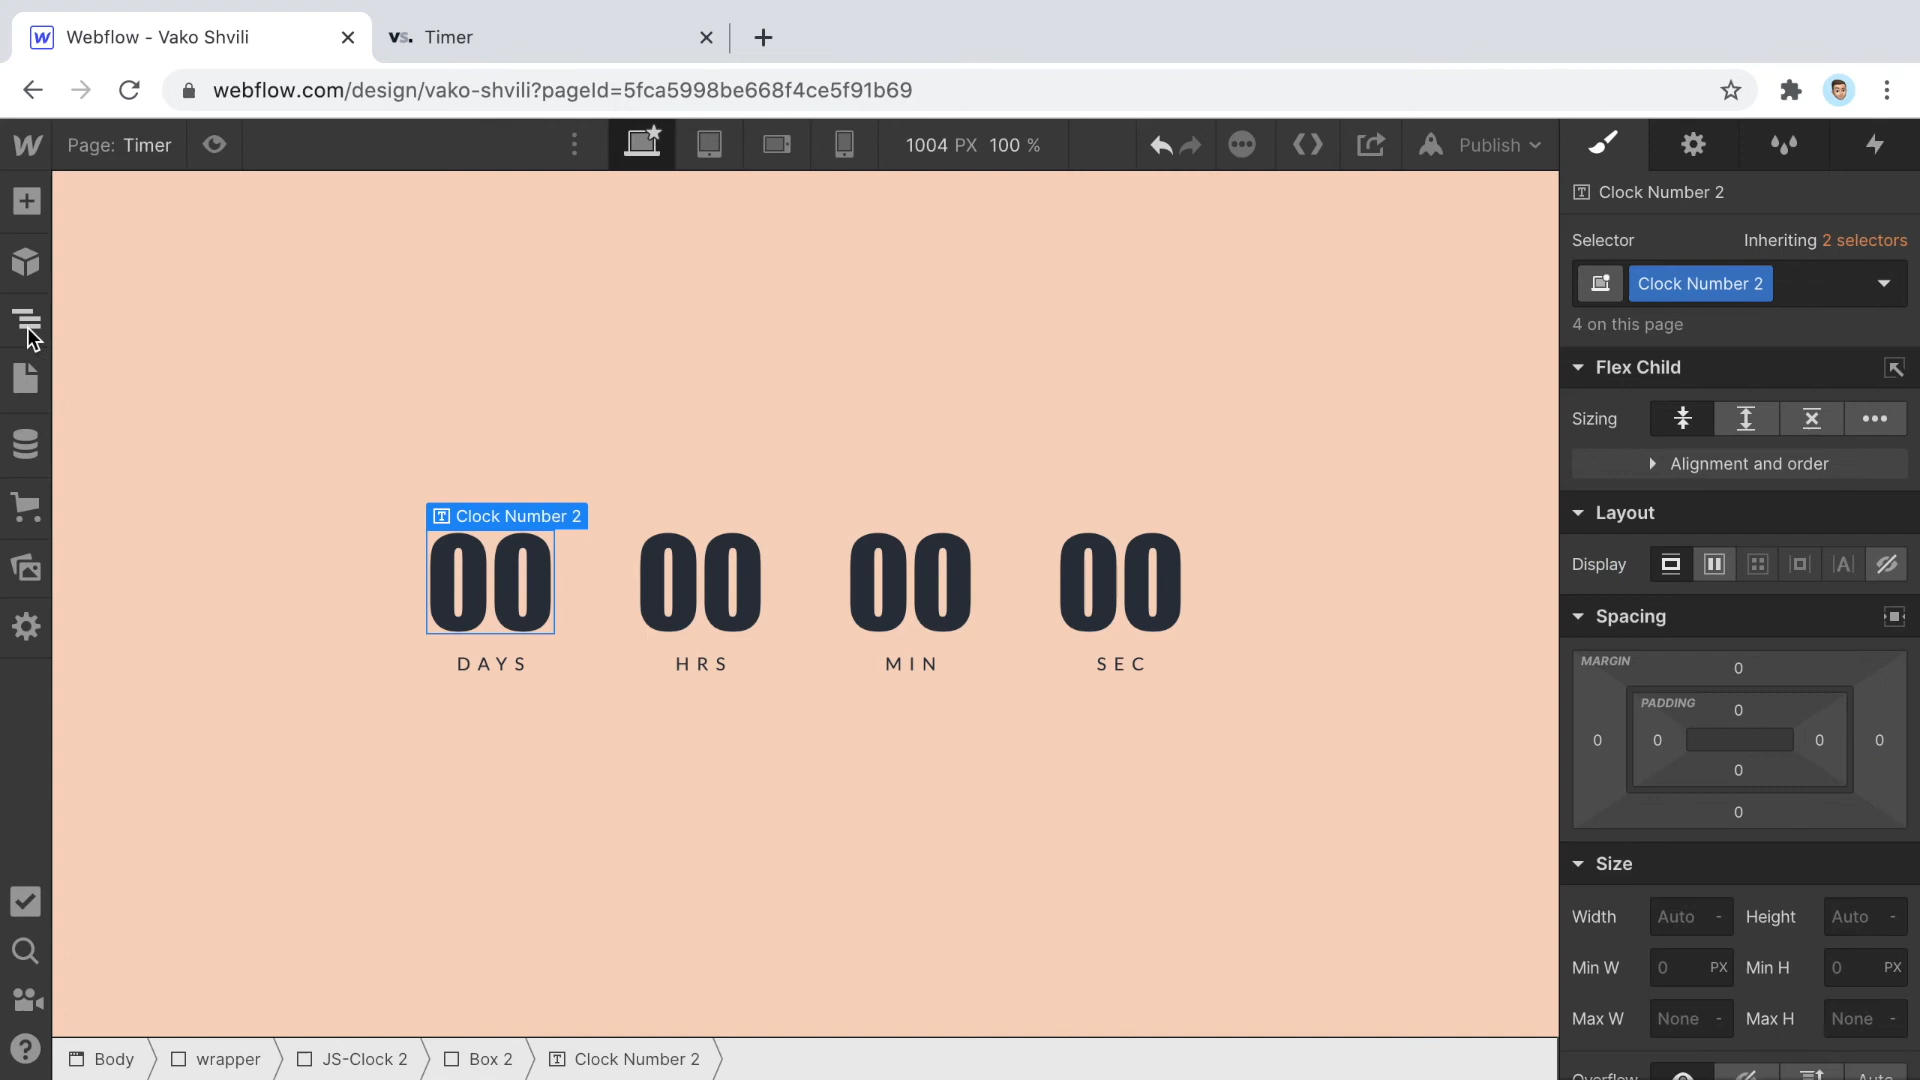 Webflow - Vako Shvili
vs. Timer
webflow.com/design/vako-shvili?pageId=5fca5998be668f4ce5f91b69
Page: Timer
1004 PX 100 %
Publish
Clock Number 2
Selector
Inheriting 2 selectors
Clock Number 2
4 on this page
Flex Child
Sizing
Alignment and order
Layout
Display
Spacing
MARGIN
0
PADDING
0
0
0
0
0
0
0
Size
Width Auto - Height Auto -
Min W 0 PX Min H 0 PX
Max W None - Max H None -
Overflow Auto
Clock Number 2
00 00 00 00
DAYS HRS MIN SEC
Body wrapper JS-Clock 2 Box 2 Clock Number 2